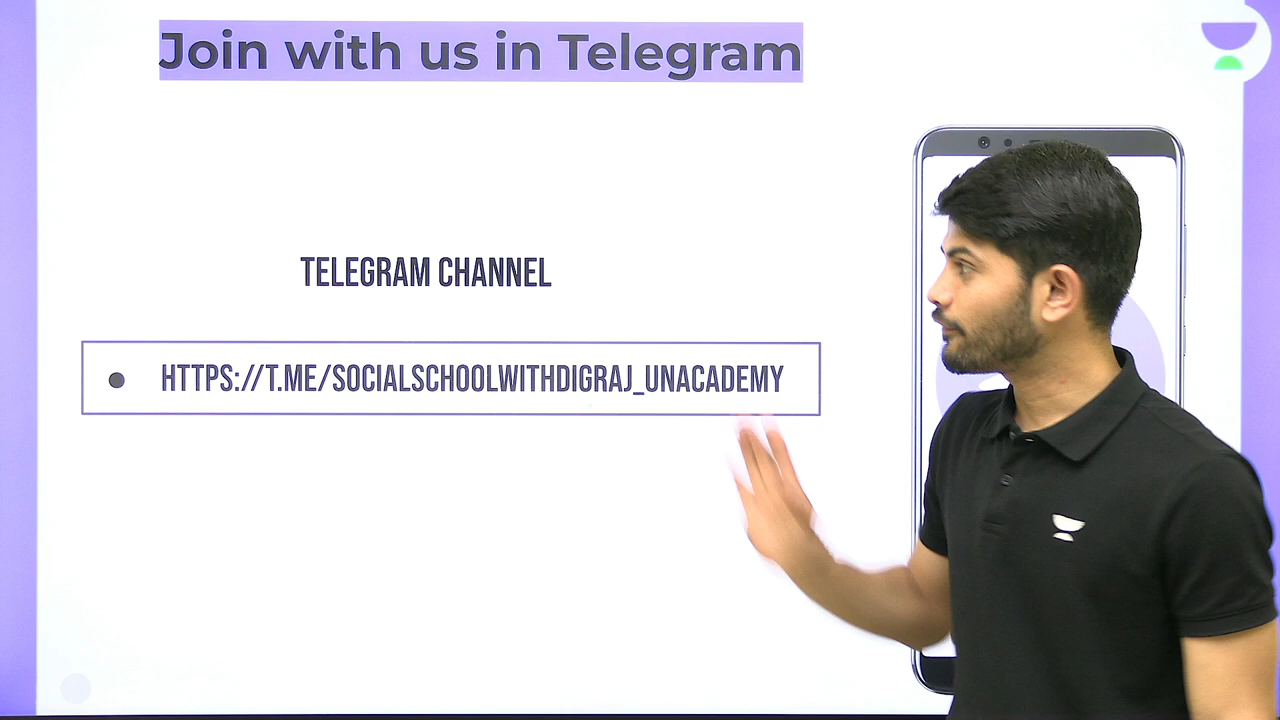 Join with us in Telegram
TELEGRAM CHANNEL
HTTPS://T.ME/SOCIALSCHOOLWITHDIGRAJ_UNACADEMY